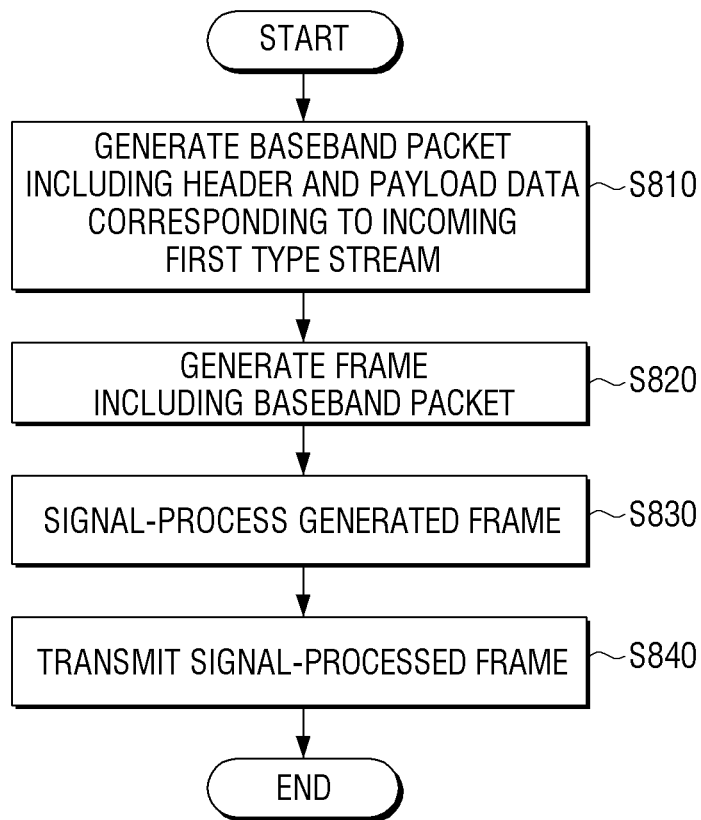 START
GENERATE BASEBAND PACKET
INCLUDING HEADER AND PAYLOAD DATA
CORRESPONDING TO INCOMING
FIRST TYPE STREAM
S810
GENERATE FRAME
INCLUDING BASEBAND PACKET
S820
SIGNAL-PROCESS GENERATED FRAME
S830
TRANSMIT SIGNAL-PROCESSED FRAME
S840
END